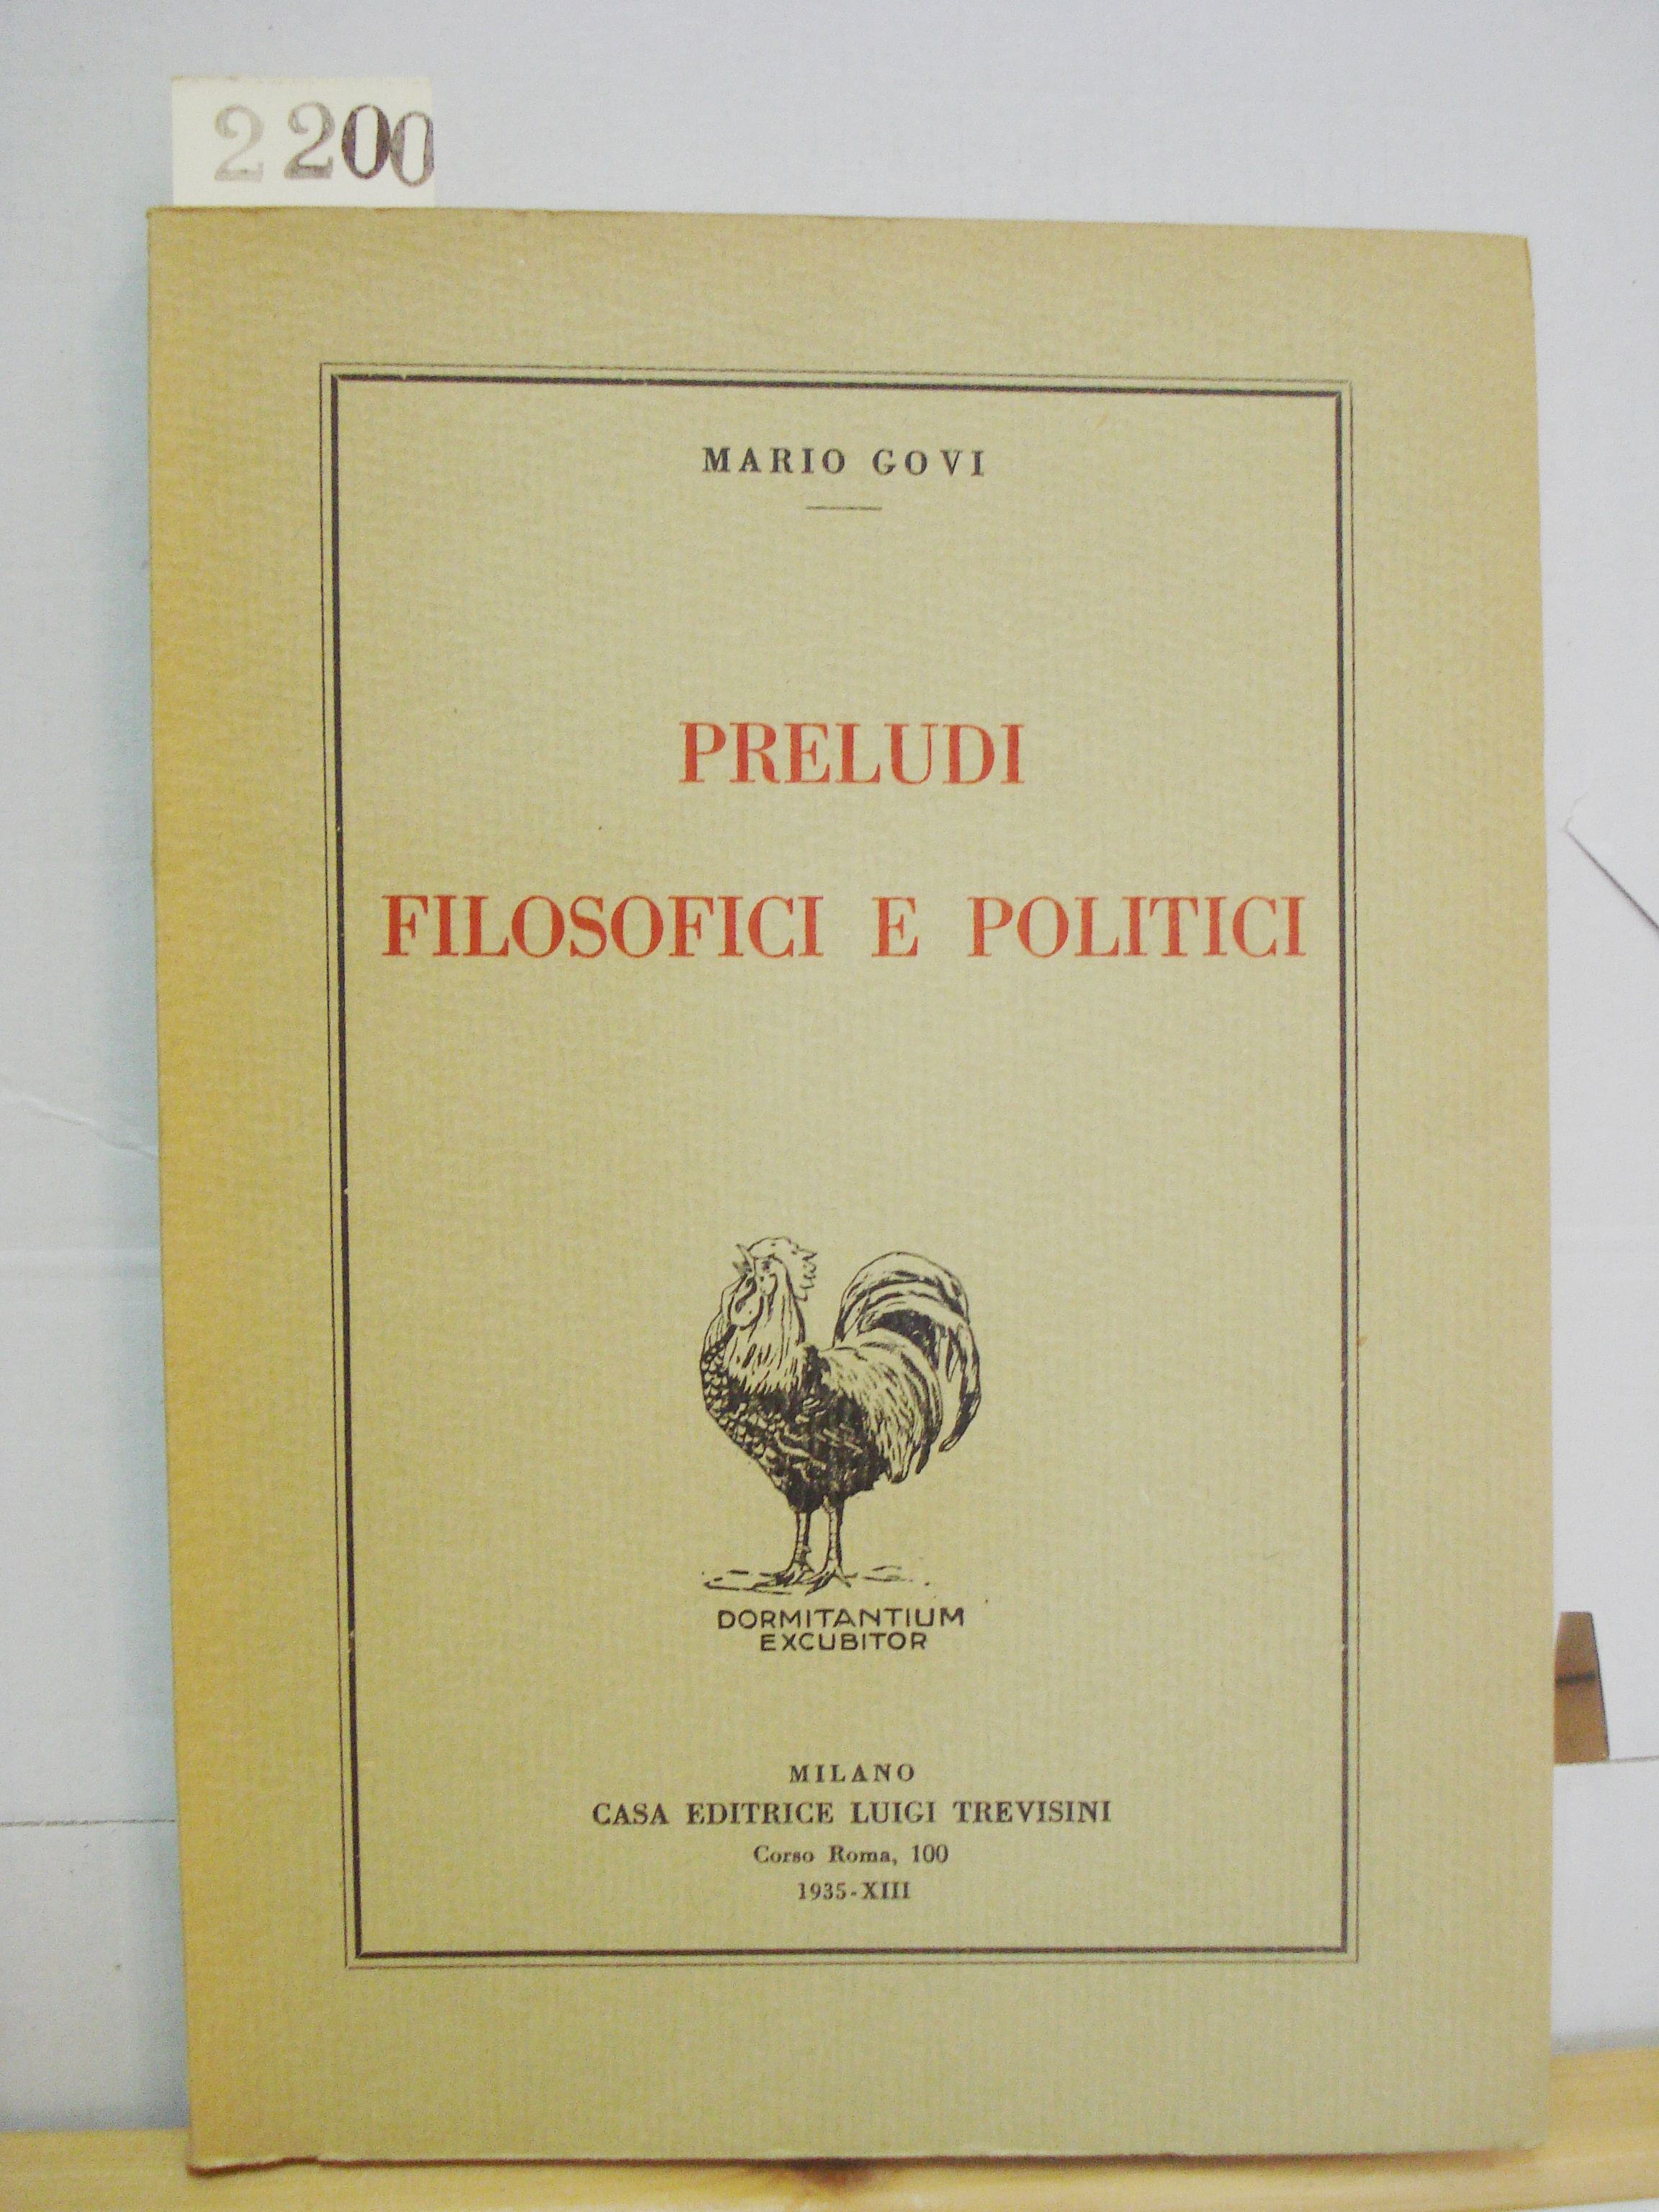 2200
MARIO GOVI
PRELUDI
FILOSOFICI E POLITICI
DORMITANTIUM
EXCUBITOR
MILANO
CASA EDITRICE LUIGI TREVISINI
Corso Roma, 100
1935-XIII